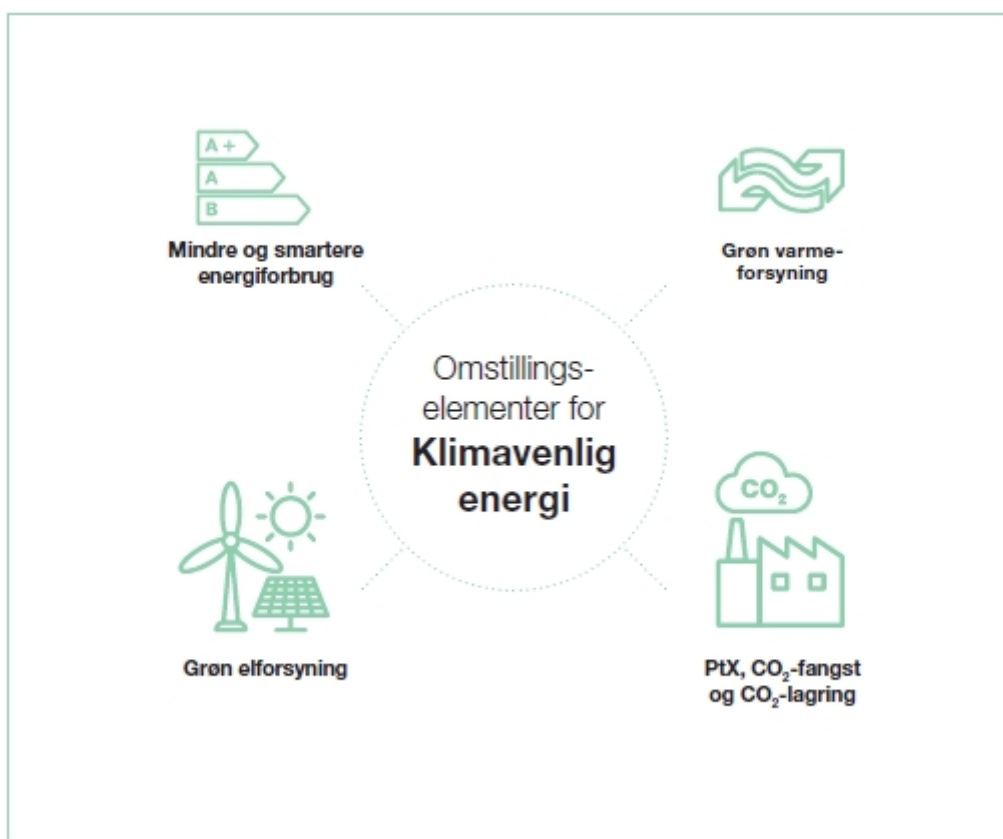 A +
A
B
Mindre og smartere
energiforbrug
Grøn varme-
forsyning
Omstillings-
elementer for
Klimavenlig
energi
Grøn elforsyning
CO₂
PtX, CO₂-fangst
og CO₂-lagring